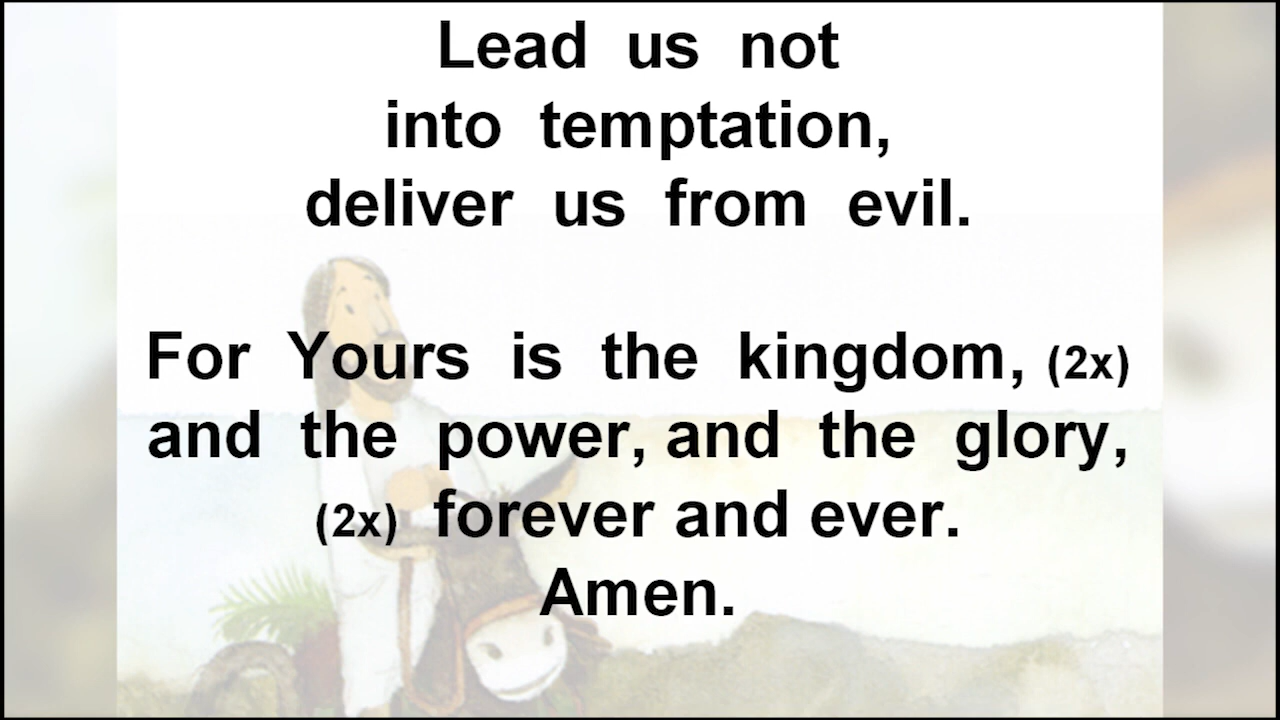 Lead us not
into temptation,
deliver us from evil.
For Yours is the kingdom, (2x)
and the power, and the glory,
(2x) forever and ever.
Amen.